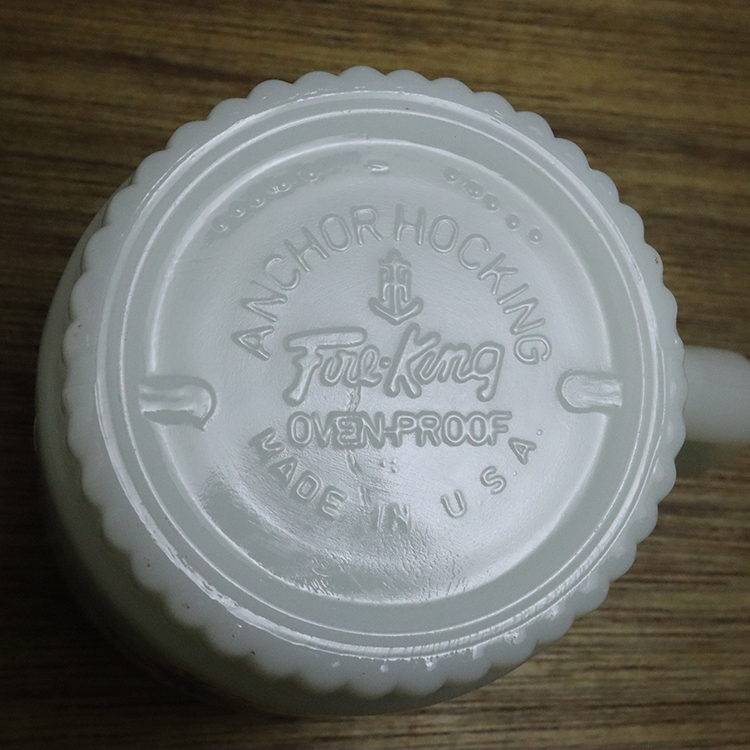 ANCHOR HOCKING
Fire-King
OVEN-PROOF
MADE IN U.S.A.